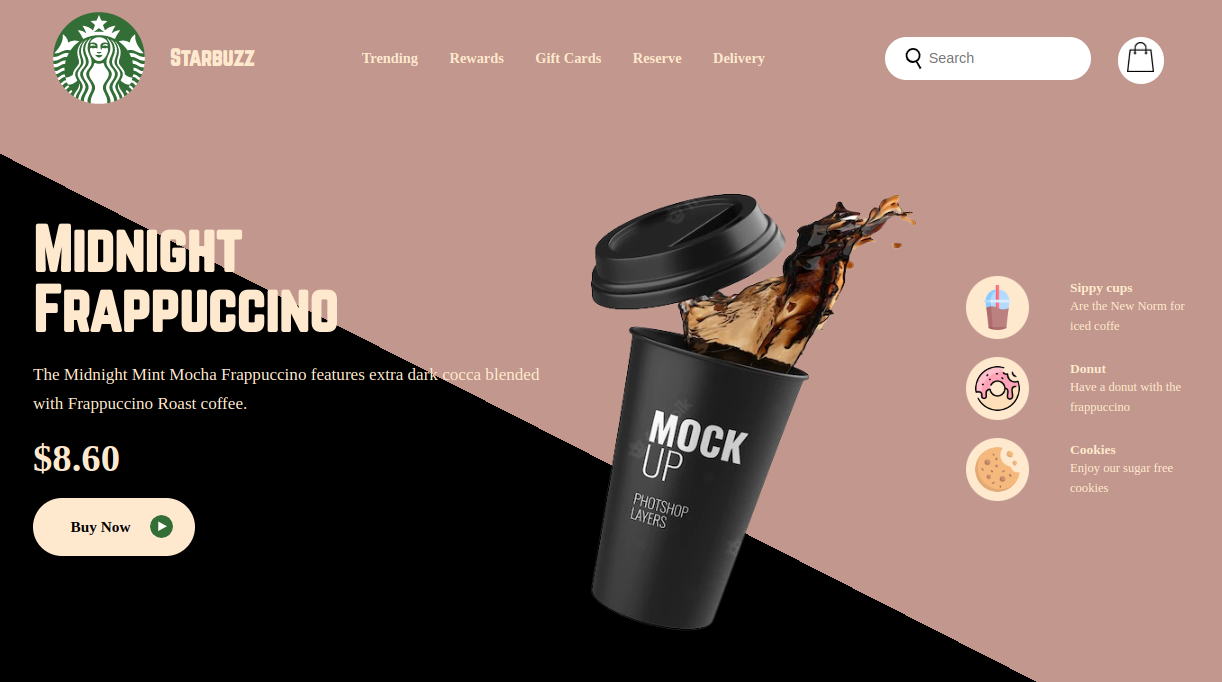 Starbuzz
Trending Rewards Gift Cards Reserve Delivery
Search
Midnight
Frappuccino
The Midnight Mint Mocha Frappuccino features extra dark cocca blended
with Frappuccino Roast coffee.
$8.60
Buy Now
MOCK
UP
PHOTSHOP
LAYERS
Sippy cups
Are the New Norm for
iced coffe
Donut
Have a donut with the
frappuccino
Cookies
Enjoy our sugar free
cookies